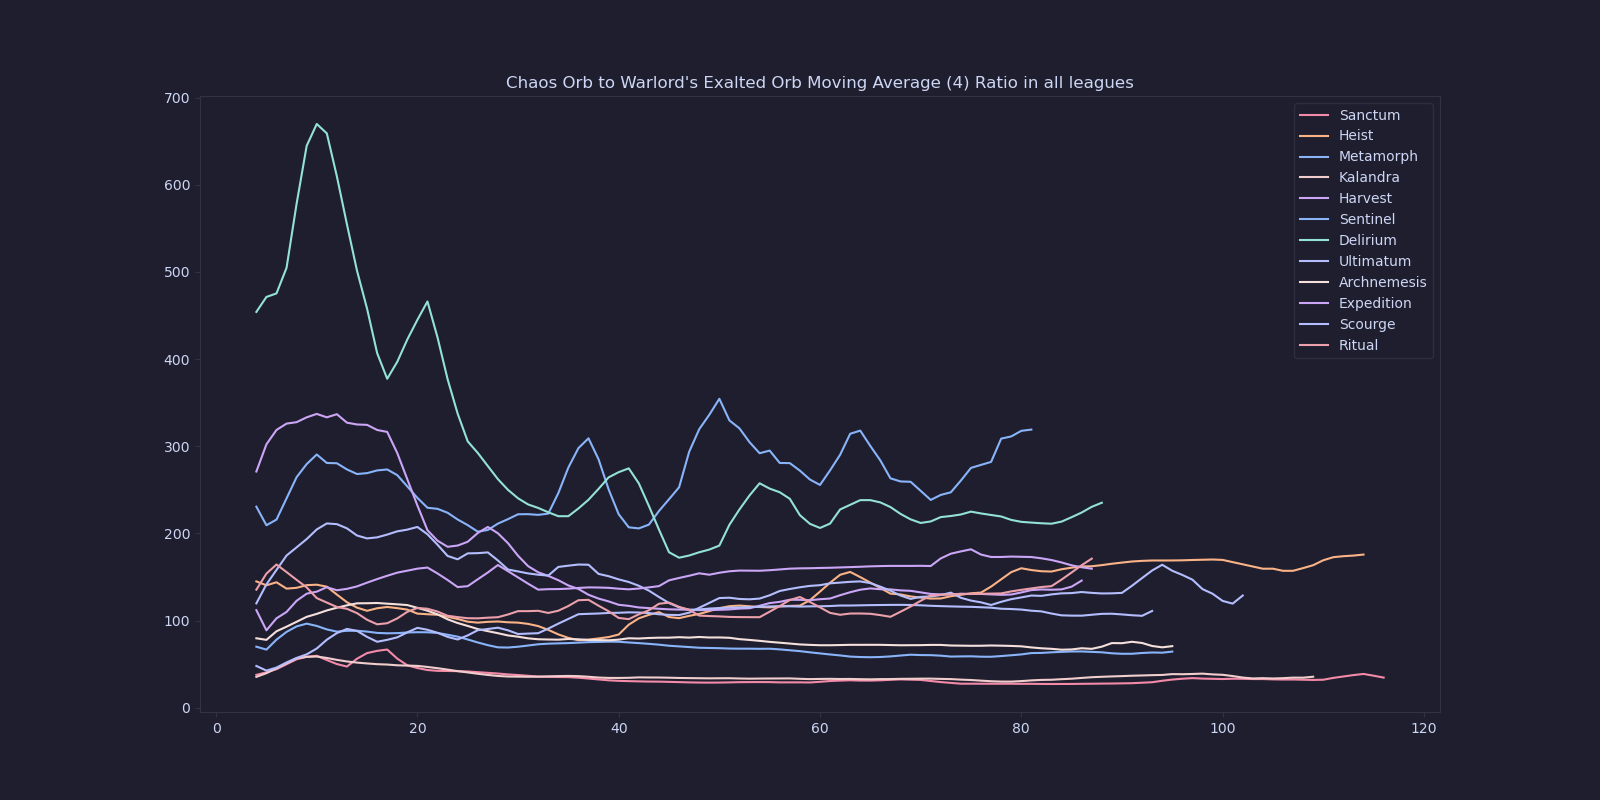 Chaos Orb to Warlord's Exalted Orb Moving Average (4) Ratio in all leagues
700
600
500
400
300
200
100
0
0 20 40 60 80 100 120
Sanctum
Heist
Metamorph
Kalandra
Harvest
Sentinel
Delirium
Ultimatum
Archnemesis
Expedition
Scourge
Ritual